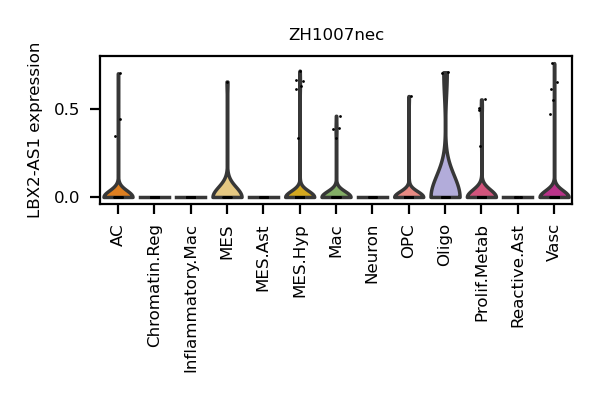 ZH1007nec
LBX2-AS1 expression
0.5
0.0
AC
Chromatin.Reg
Inflammatory.Mac
MES
MES.Ast
MES.Hyp
Mac
Neuron
OPC
Oligo
Prolif.Metab
Reactive.Ast
Vasc